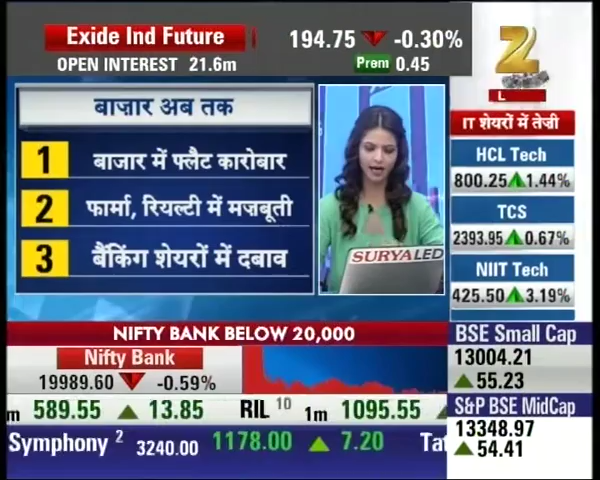 Exide Ind Future
194.75 -0.30%
OPEN INTEREST 21.6m
Prem 0.45
बाज़ार अब तक
1 बाजार में फ्लैट कारोबार
2 फार्मा, रियल्टी में मज़बूती
3 बैंकिंग शेयरों में दबाव
SURYA LED
L
IT शेयरों में तेजी
HCL Tech
800.25 1.44%
TCS
2393.95 0.67%
NIIT Tech
425.50 3.19%
NIFTY BANK BELOW 20,000
Nifty Bank
19989.60 -0.59%
BSE Small Cap
13004.21
55.23
m 589.55 13.85 RIL 10 1m 1095.55
S&P BSE MidCap
13348.97
54.41
Symphony 2 3240.00 1178.00 7.20 Tat